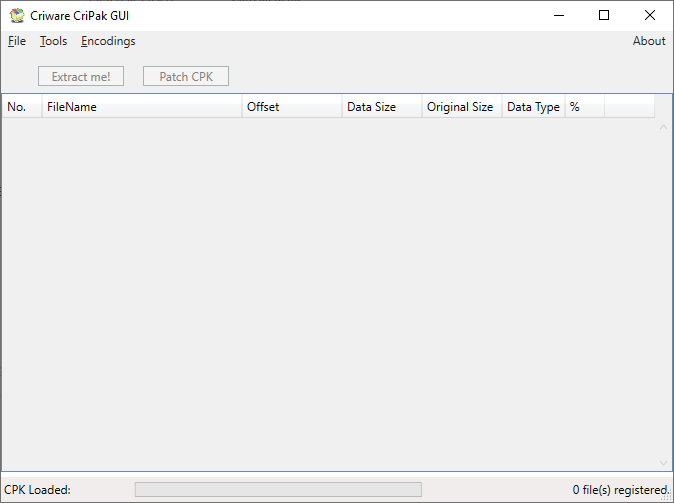 Criware CriPak GUI
File Tools Encodings About
Extract me! Patch CPK
No. FileName Offset Data Size Original Size Data Type %
CPK Loaded: 0 file(s) registered.